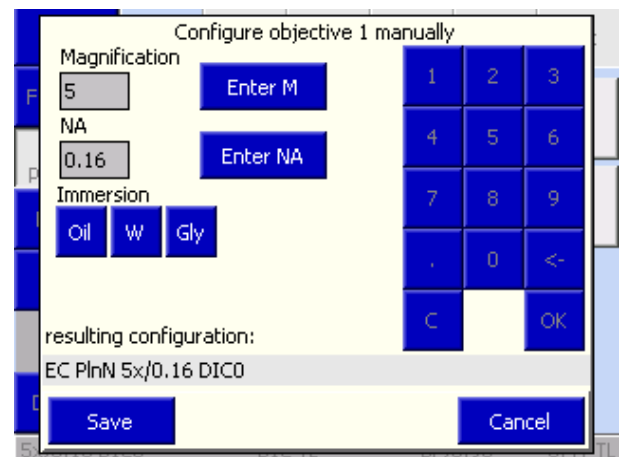 Configure objective 1 manually
Magnification
5
Enter M
NA
0.16
Enter NA
Immersion
Oil W Gly
1 2 3
4 5 6
7 8 9
. 0 <-
C OK
resulting configuration:
EC PlnN 5x/0.16 DIC0
Save Cancel